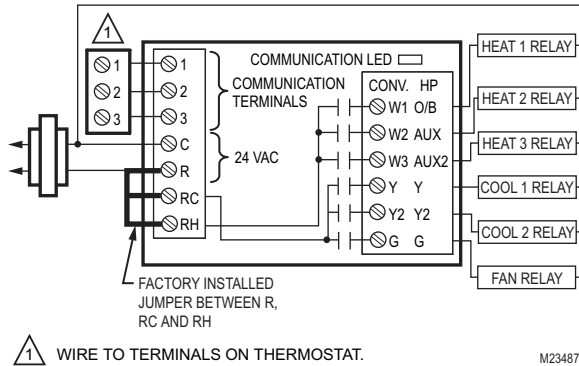 1
1
2
3
1
2
3
C
R
RC
RH
COMMUNICATION LED
COMMUNICATION
TERMINALS
24 VAC
CONV. HP
W1 O/B
W2 AUX
W3 AUX2
Y Y
Y2 Y2
G G
HEAT 1 RELAY
HEAT 2 RELAY
HEAT 3 RELAY
COOL 1 RELAY
COOL 2 RELAY
FAN RELAY
FACTORY INSTALLED
JUMPER BETWEEN R,
RC AND RH
1 WIRE TO TERMINALS ON THERMOSTAT.
M23487